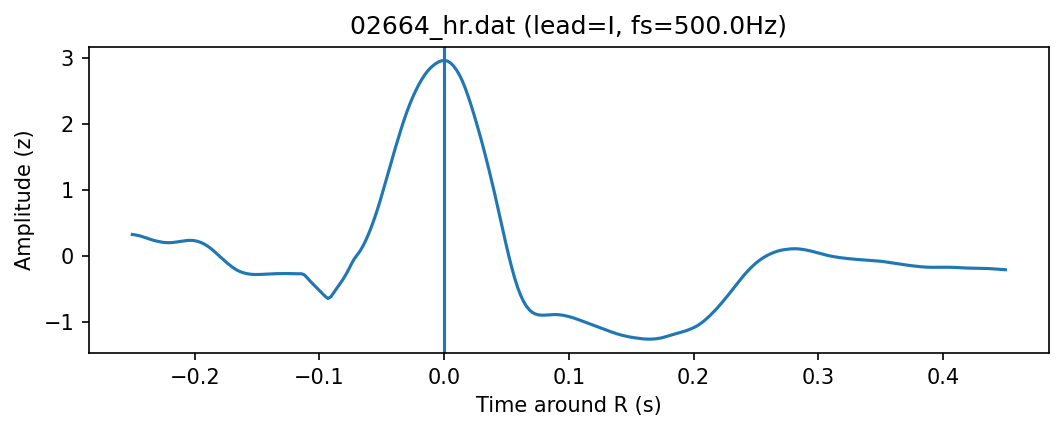 02664_hr.dat (lead=I, fs=500.0Hz)
Amplitude (z)
3
2
1
0
−1
−0.2 −0.1 0.0 0.1 0.2 0.3 0.4
Time around R (s)